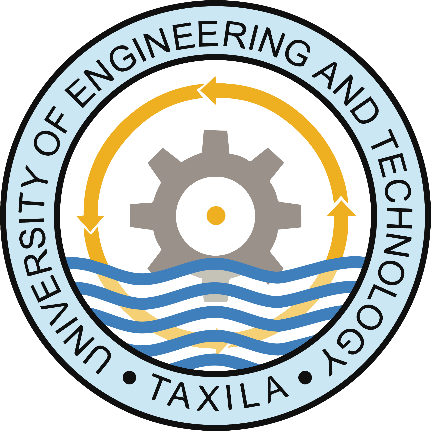 UNIVERSITY OF ENGINEERING AND TECHNOLOGY
• TAXILA •